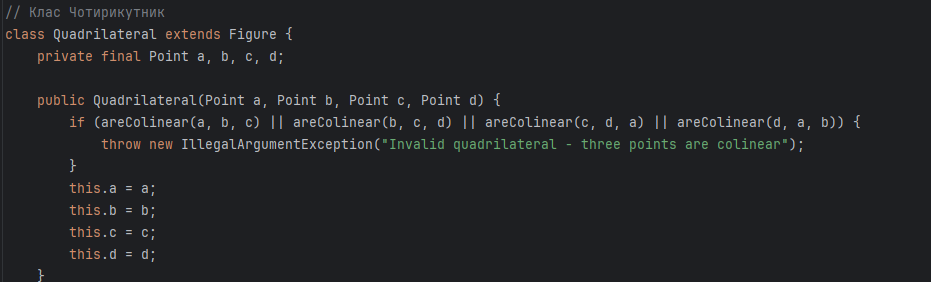 // Клас Чотирикутник
class Quadrilateral extends Figure {
    private final Point a, b, c, d;

    public Quadrilateral(Point a, Point b, Point c, Point d) {
        if (areColinear(a, b, c) || areColinear(b, c, d) || areColinear(c, d, a) || areColinear(d, a, b)) {
            throw new IllegalArgumentException("Invalid quadrilateral - three points are colinear");
        }
        this.a = a;
        this.b = b;
        this.c = c;
        this.d = d;
    }